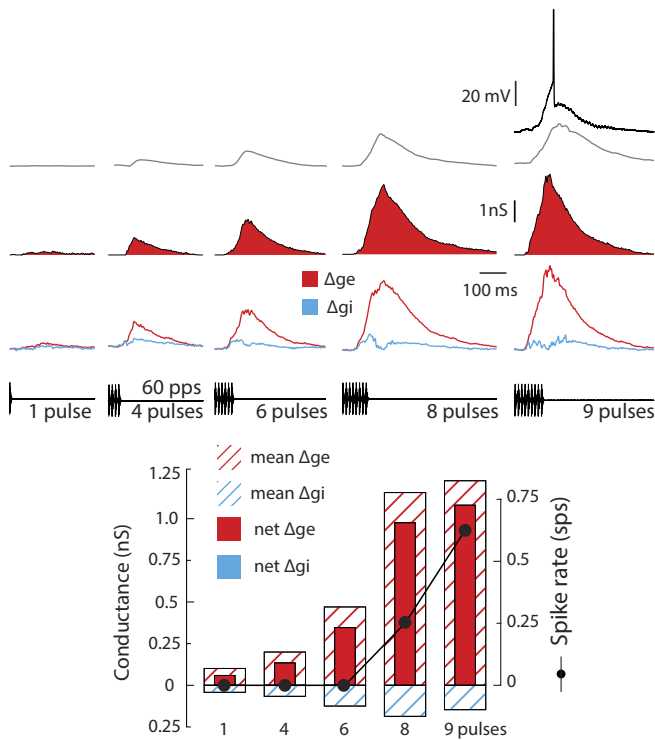 20 mV
1nS
Δge
Δgi
100 ms
60 pps
1 pulse
4 pulses
6 pulses
8 pulses
9 pulses
mean Δge
mean Δgi
net Δge
net Δgi
Conductance (nS)
1.25
1.0
0.75
0.5
0.25
0
0.25
0.75
0.5
0.25
0
Spike rate (sps)
1
4
6
8
9 pulses